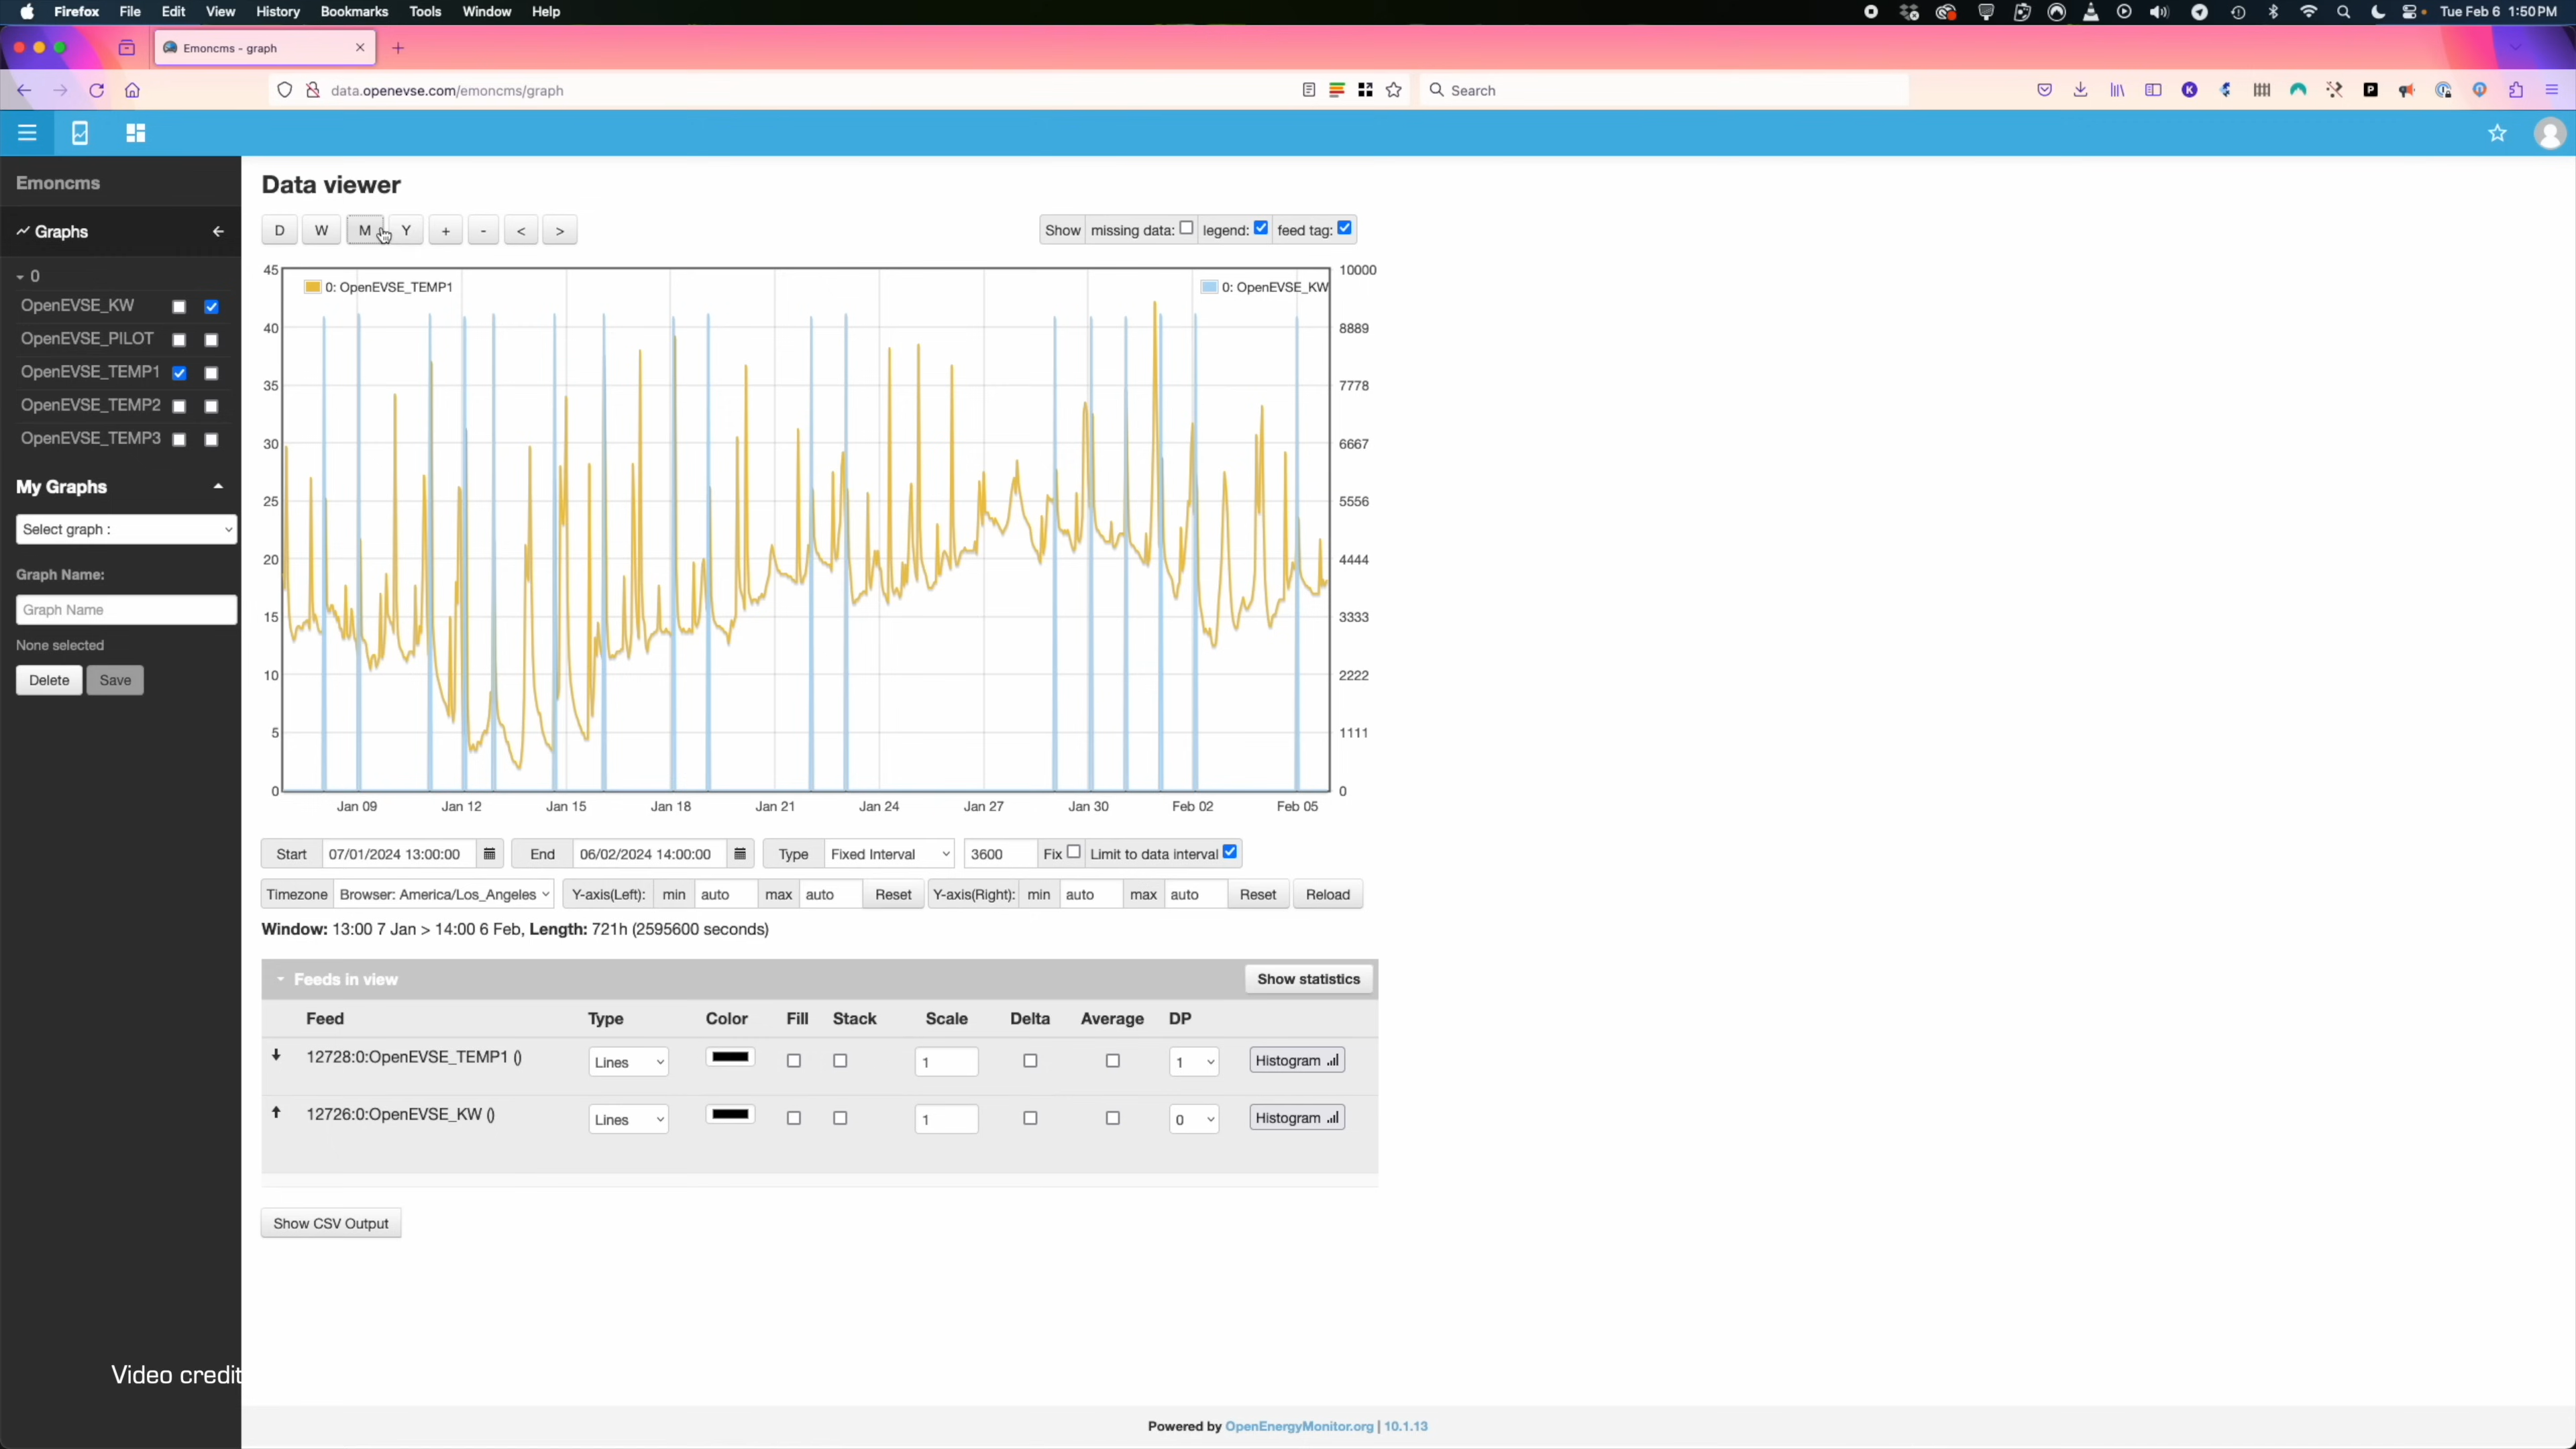 Firefox File Edit View History Bookmarks Tools Window Help Tue Feb 6 1:50 PM
Emoncms - graph
data.openevse.com/emoncms/graph Search
Emoncms
Graphs
0
OpenEVSE_KW
OpenEVSE_PILOT
OpenEVSE_TEMP1
OpenEVSE_TEMP2
OpenEVSE_TEMP3
My Graphs
Select graph :
Graph Name:
Graph Name
None selected
Delete Save
Video credit
Data viewer
D W M Y + - < >
Show missing data: legend: feed tag:
0: OpenEVSE_TEMP1 0: OpenEVSE_KW
45 10000
40 8889
35 7778
30 6667
25 5556
20 4444
15 3333
10 2222
5 1111
0 0
Jan 09 Jan 12 Jan 15 Jan 18 Jan 21 Jan 24 Jan 27 Jan 30 Feb 02 Feb 05
Start 07/01/2024 13:00:00 End 06/02/2024 14:00:00 Type Fixed Interval 3600 Fix Limit to data interval
Timezone Browser: America/Los_Angeles Y-axis(Left): min auto max auto Reset Y-axis(Right): min auto max auto Reset Reload
Window: 13:00 7 Jan > 14:00 6 Feb, Length: 721h (2595600 seconds)
Feeds in view Show statistics
Feed Type Color Fill Stack Scale Delta Average DP
12728:0:OpenEVSE_TEMP1 () Lines 1 1 Histogram
12726:0:OpenEVSE_KW () Lines 1 0 Histogram
Show CSV Output
Powered by OpenEnergyMonitor.org | 10.1.13